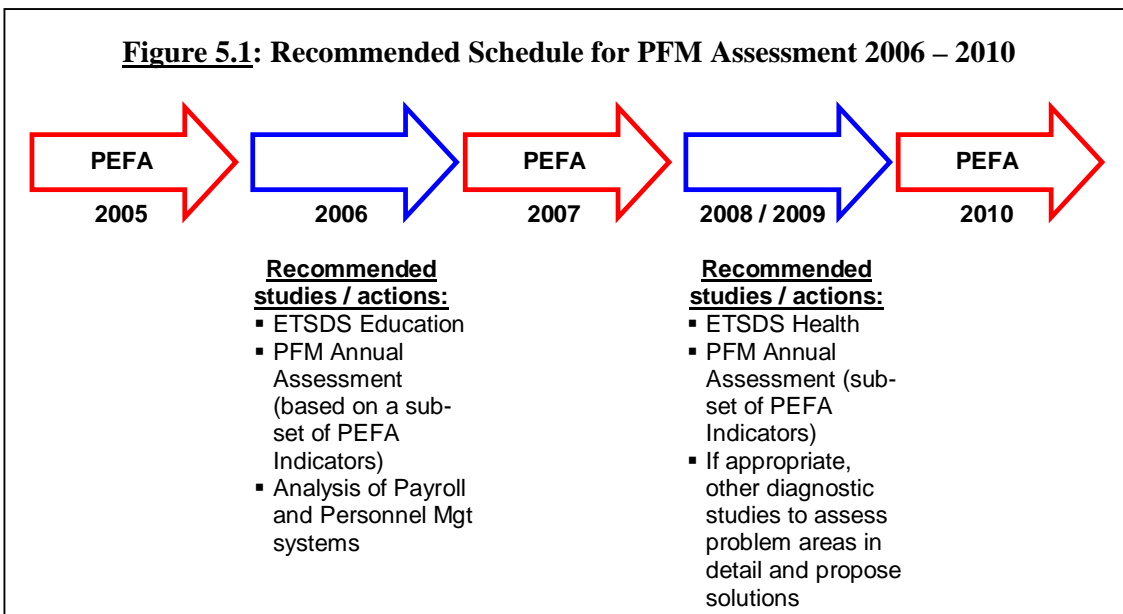 Figure 5.1: Recommended Schedule for PFM Assessment 2006 – 2010
PEFA
PEFA
PEFA
2005
2006
2007
2008 / 2009
2010
Recommended
studies / actions:
▪ ETSDS Education
▪ PFM Annual
Assessment
(based on a sub-
set of PEFA
Indicators)
▪ Analysis of Payroll
and Personnel Mgt
systems
Recommended
studies / actions:
▪ ETSDS Health
▪ PFM Annual
Assessment (sub-
set of PEFA
Indicators)
▪ If appropriate,
other diagnostic
studies to assess
problem areas in
detail and propose
solutions